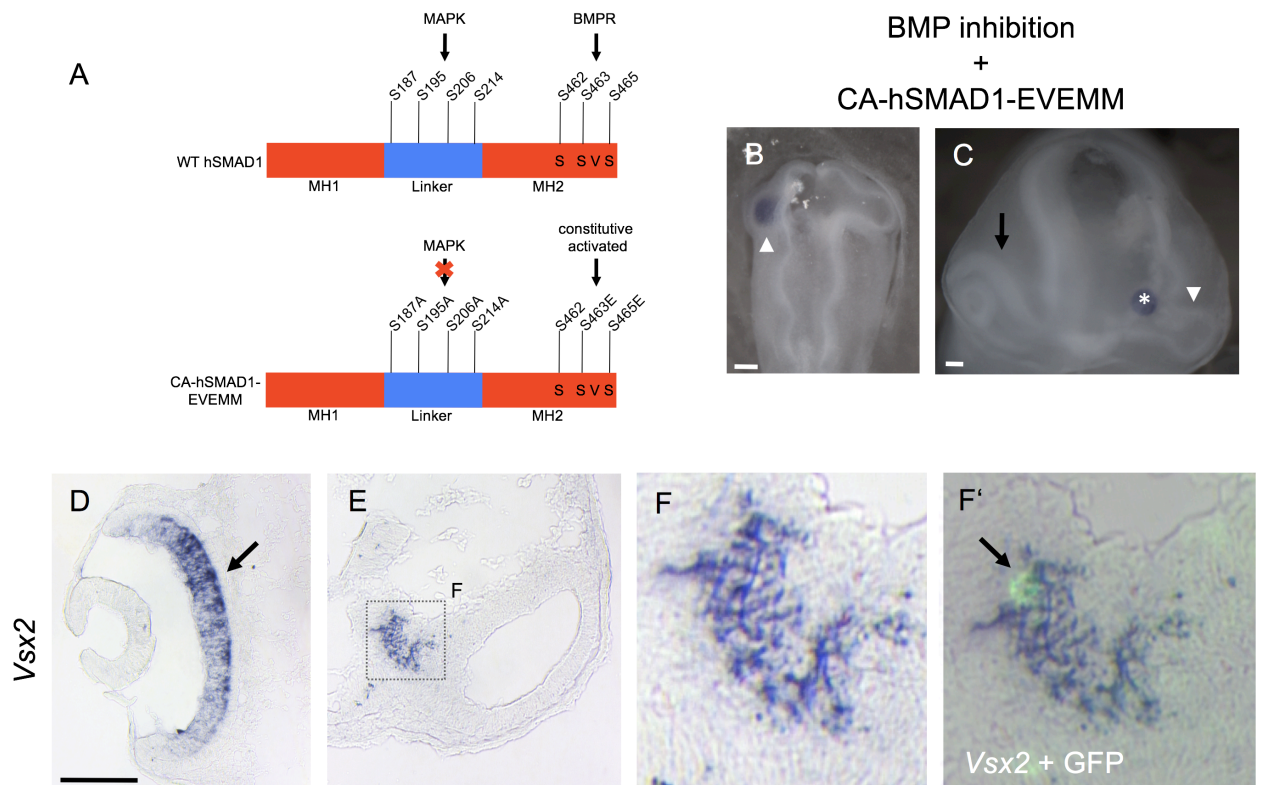 A
MAPK
BMPR
S187 S195 S206 S214 S462 S463 S465
WT hSMAD1
S S V S
MH1 Linker MH2
MAPK
constitutive
activated
S187A S195A S206A S214A S462 S463E S465E
CA-hSMAD1-
EVEMM
S S V S
MH1 Linker MH2
BMP inhibition
+
CA-hSMAD1-EVEMM
B
C
*
Vsx2
D
E
F
F
F‘
Vsx2 + GFP